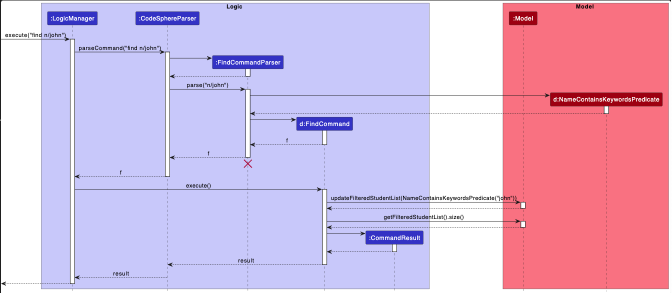 Logic
Model
:LogicManager
:CodeSphereParser
:Model
execute("find n/john")
parseCommand("find n/john")
:FindCommandParser
parse("n/john")
d:NameContainsKeywordsPredicate
d:FindCommand
f
f
f
execute()
updateFilteredStudentList(NameContainsKeywordsPredicate("john"))
getFilteredStudentList().size()
:CommandResult
result
result